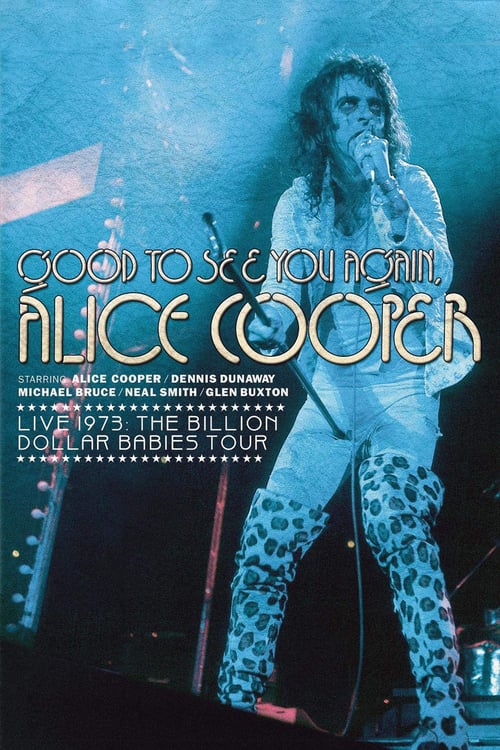 GOOD TO SEE YOU AGAIN,
ALICE COOPER
STARRING ALICE COOPER / DENNIS DUNAWAY
MICHAEL BRUCE / NEAL SMITH / GLEN BUXTON
LIVE 1973: THE BILLION
DOLLAR BABIES TOUR